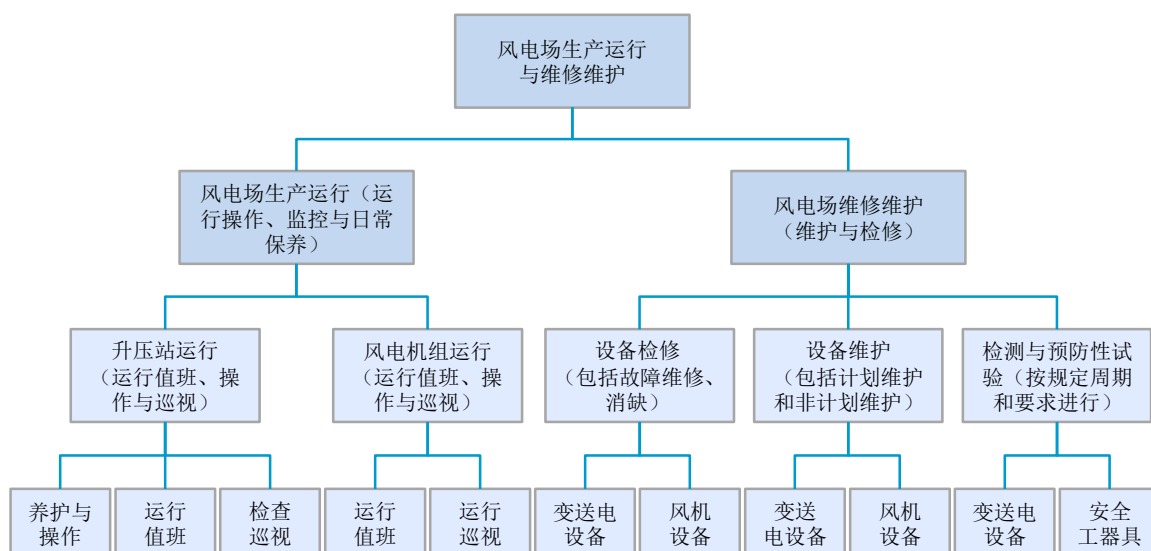 风电场生产运行
与维修维护
风电场生产运行（运
行操作、监控与日常
保养）
风电场维修维护
（维护与检修）
升压站运行
（运行值班、操
作与巡视）
风电机组运行
（运行值班、操
作与巡视）
设备检修
（包括故障维修、
消缺）
设备维护
（包括计划维护
和非计划维护）
检测与预防性试
验（按规定周期
和要求进行）
养护与
操作
运行
值班
检查
巡视
运行
值班
运行
巡视
变送电
设备
风机
设备
变送
电设备
风机
设备
变送电
设备
安全
工器具